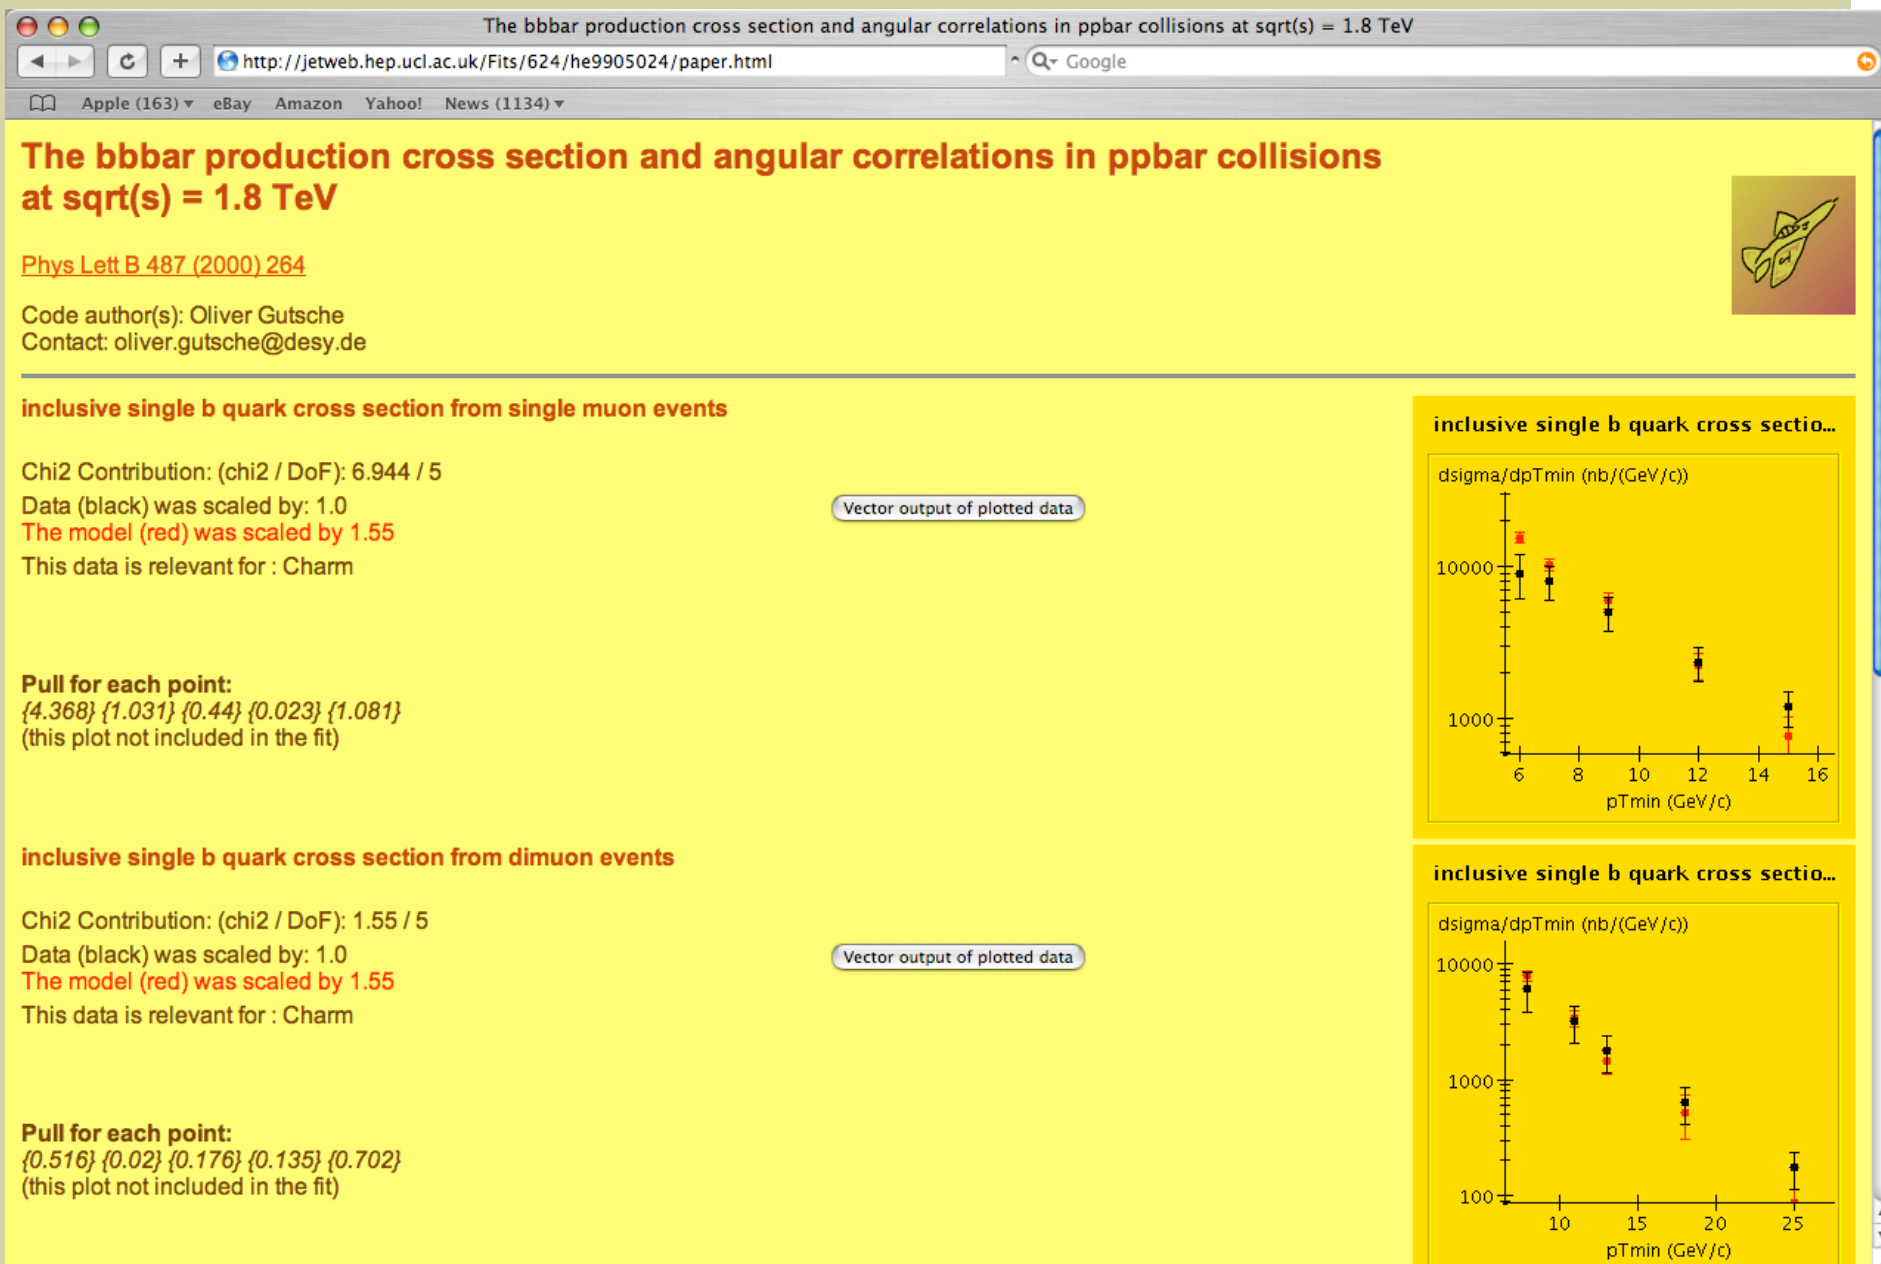 The bbbar production cross section and angular correlations in ppbar collisions at sqrt(s) = 1.8 TeV
http://jetweb.hep.ucl.ac.uk/Fits/624/he9905024/paper.html
Google
Apple (163) eBay Amazon Yahoo! News (1134)
The bbbar production cross section and angular correlations in ppbar collisions
at sqrt(s) = 1.8 TeV
Phys Lett B 487 (2000) 264
Code author(s): Oliver Gutsche
Contact: oliver.gutsche@desy.de
inclusive single b quark cross section from single muon events
Chi2 Contribution: (chi2 / DoF): 6.944 / 5
Data (black) was scaled by: 1.0
The model (red) was scaled by 1.55
This data is relevant for : Charm
Vector output of plotted data
Pull for each point:
{4.368} {1.031} {0.44} {0.023} {1.081}
(this plot not included in the fit)
inclusive single b quark cross sectio...
dsigma/dpTmin (nb/(GeV/c))
10000
1000
6 8 10 12 14 16
pTmin (GeV/c)
inclusive single b quark cross section from dimuon events
Chi2 Contribution: (chi2 / DoF): 1.55 / 5
Data (black) was scaled by: 1.0
The model (red) was scaled by 1.55
This data is relevant for : Charm
Vector output of plotted data
Pull for each point:
{0.516} {0.02} {0.176} {0.135} {0.702}
(this plot not included in the fit)
inclusive single b quark cross sectio...
dsigma/dpTmin (nb/(GeV/c))
10000
1000
100
10 15 20 25
pTmin (GeV/c)